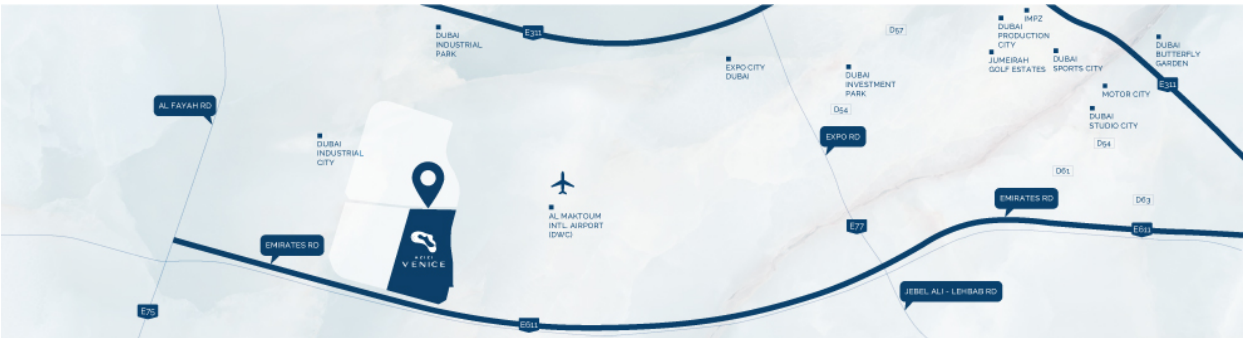 E311
DUBAI
INDUSTRIAL
PARK
AL FAYAH RD
DUBAI
INDUSTRIAL
CITY
EMIRATES RD
E75
AZIZI
VENICE
E611
AL MAKTOUM
INTL. AIRPORT
(DWC)
EXPO CITY
DUBAI
DUBAI
INVESTMENT
PARK
D57
D54
EXPO RD
E77
JEBEL ALI - LEHBAB RD
IMPZ
DUBAI
PRODUCTION
CITY
JUMEIRAH
GOLF ESTATES
DUBAI
SPORTS CITY
DUBAI
BUTTERFLY
GARDEN
E311
MOTOR CITY
DUBAI
STUDIO CITY
D54
D61
D63
EMIRATES RD
E611